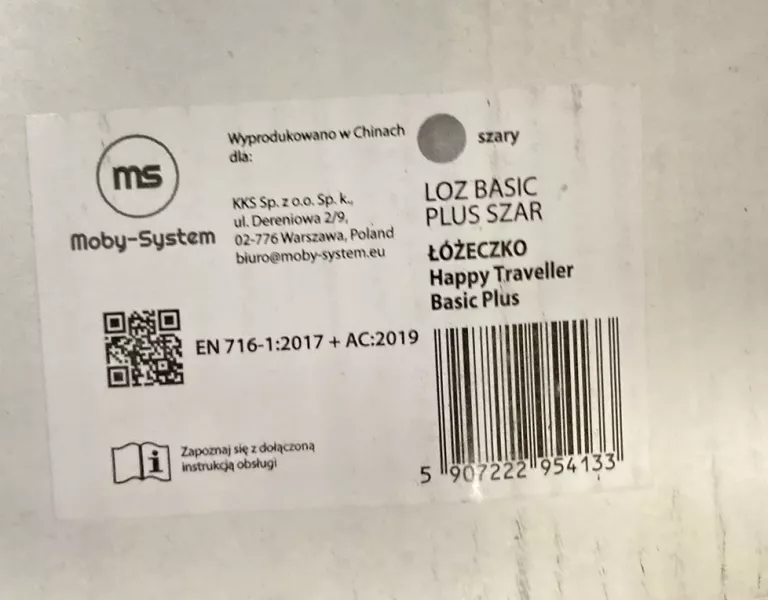 ms
Moby-System
Wyprodukowano w Chinach
dla:
KKS Sp. z o.o. Sp. k.,
ul. Dereniowa 2/9,
02-776 Warszawa, Poland
biuro@moby-system.eu
szary
LOZ BASIC
PLUS SZAR
ŁÓŻECZKO
Happy Traveller
Basic Plus
EN 716-1:2017 + AC:2019
Zapoznaj się z dołączoną
instrukcją obsługi
5 907222 954133